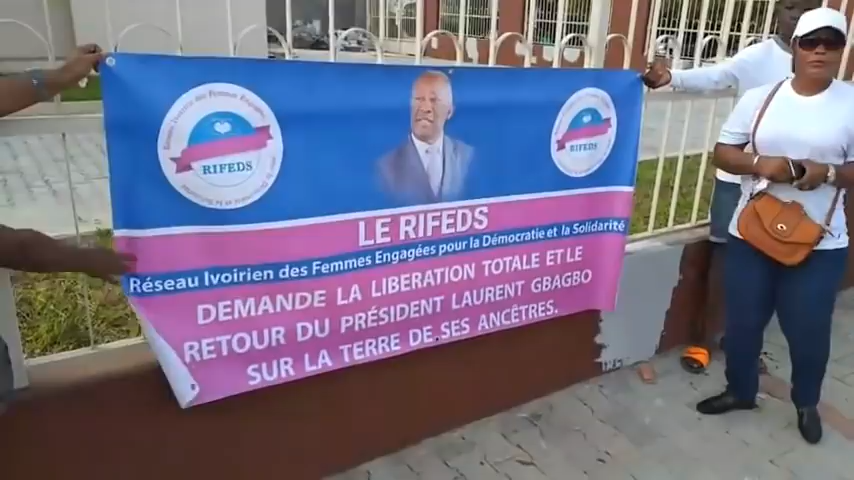 RIFEDS
RIFEDS
LE RIFEDS
Réseau Ivoirien des Femmes Engagées pour la Démocratie et la Solidarité
DEMANDE LA LIBERATION TOTALE ET LE
RETOUR DU PRÉSIDENT LAURENT GBAGBO
SUR LA TERRE DE SES ANCÊTRES.